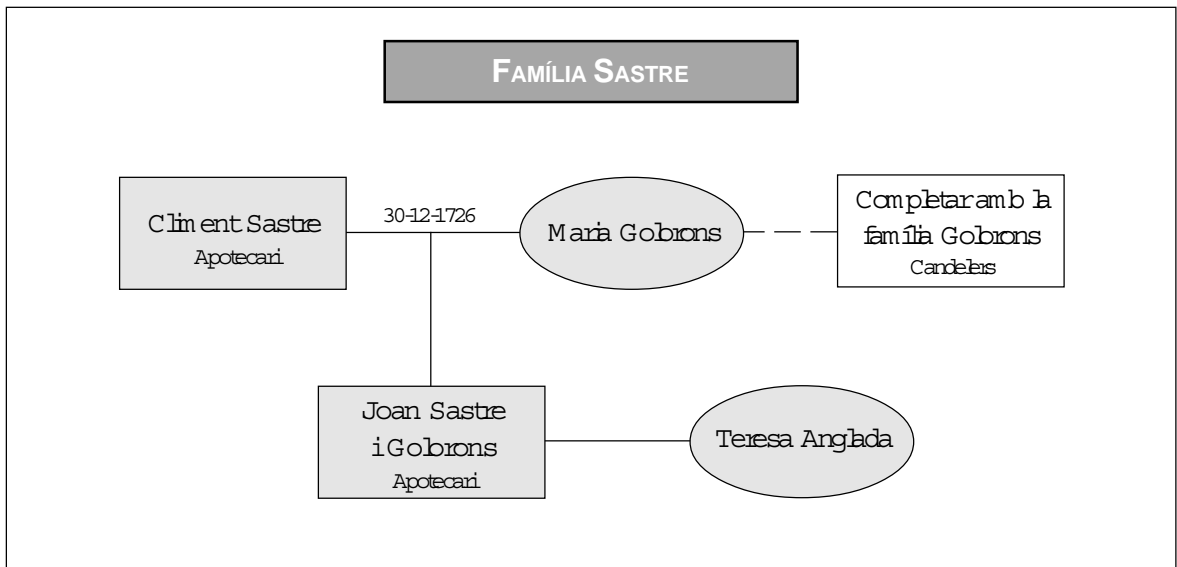 FAMÍLIA SASTRE
Climent Sastre
Apotecari
30-12-1726
Maria Gobrons
Completar amb la
família Gobrons
Candelers
Joan Sastre
i Gobrons
Apotecari
Teresa Anglada